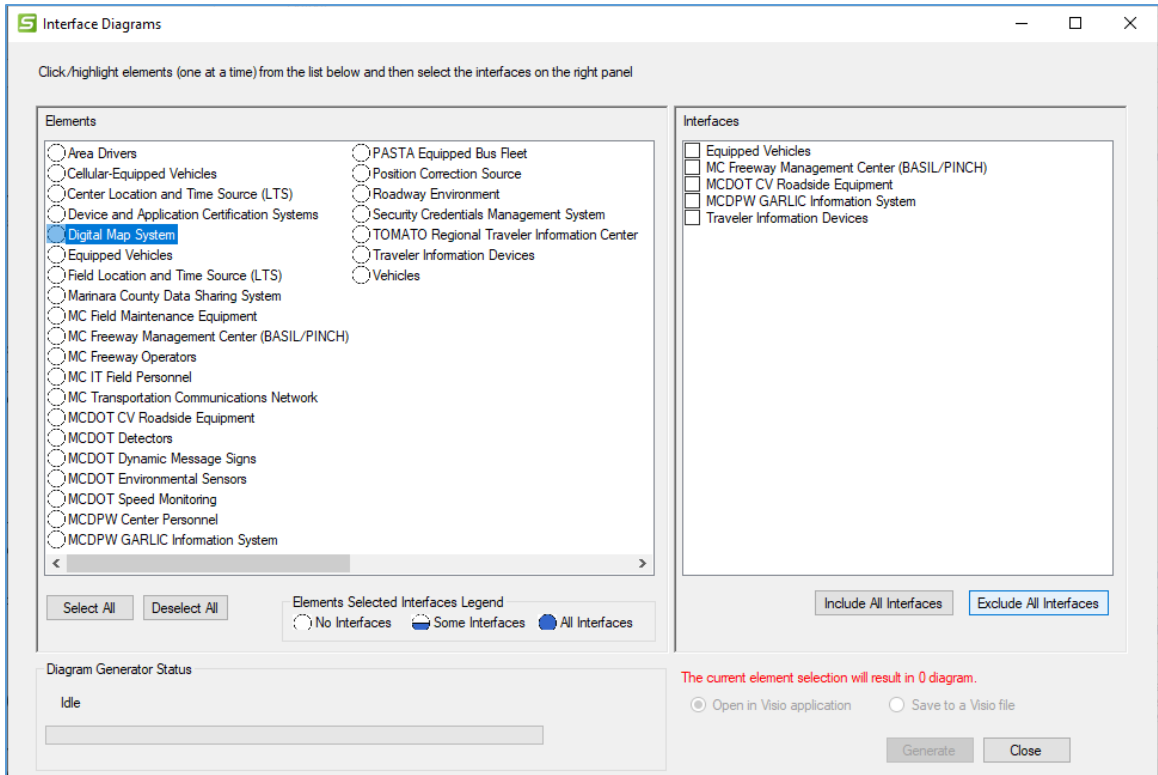 Interface Diagrams
Click/highlight elements (one at a time) from the list below and then select the interfaces on the right panel
Elements
Area Drivers
Cellular-Equipped Vehicles
Center Location and Time Source (LTS)
Device and Application Certification Systems
Digital Map System
Equipped Vehicles
Field Location and Time Source (LTS)
Marinara County Data Sharing System
MC Field Maintenance Equipment
MC Freeway Management Center (BASIL/PINCH)
MC Freeway Operators
MC IT Field Personnel
MC Transportation Communications Network
MCDOT CV Roadside Equipment
MCDOT Detectors
MCDOT Dynamic Message Signs
MCDOT Environmental Sensors
MCDOT Speed Monitoring
MCDPW Center Personnel
MCDPW GARLIC Information System
PASTA Equipped Bus Fleet
Position Correction Source
Roadway Environment
Security Credentials Management System
TOMATO Regional Traveler Information Center
Traveler Information Devices
Vehicles
Select All
Deselect All
Elements Selected Interfaces Legend
No Interfaces
Some Interfaces
All Interfaces
Interfaces
Equipped Vehicles
MC Freeway Management Center (BASIL/PINCH)
MCDOT CV Roadside Equipment
MCDPW GARLIC Information System
Traveler Information Devices
Include All Interfaces
Exclude All Interfaces
Diagram Generator Status
Idle
The current element selection will result in 0 diagram.
Open in Visio application
Save to a Visio file
Generate
Close